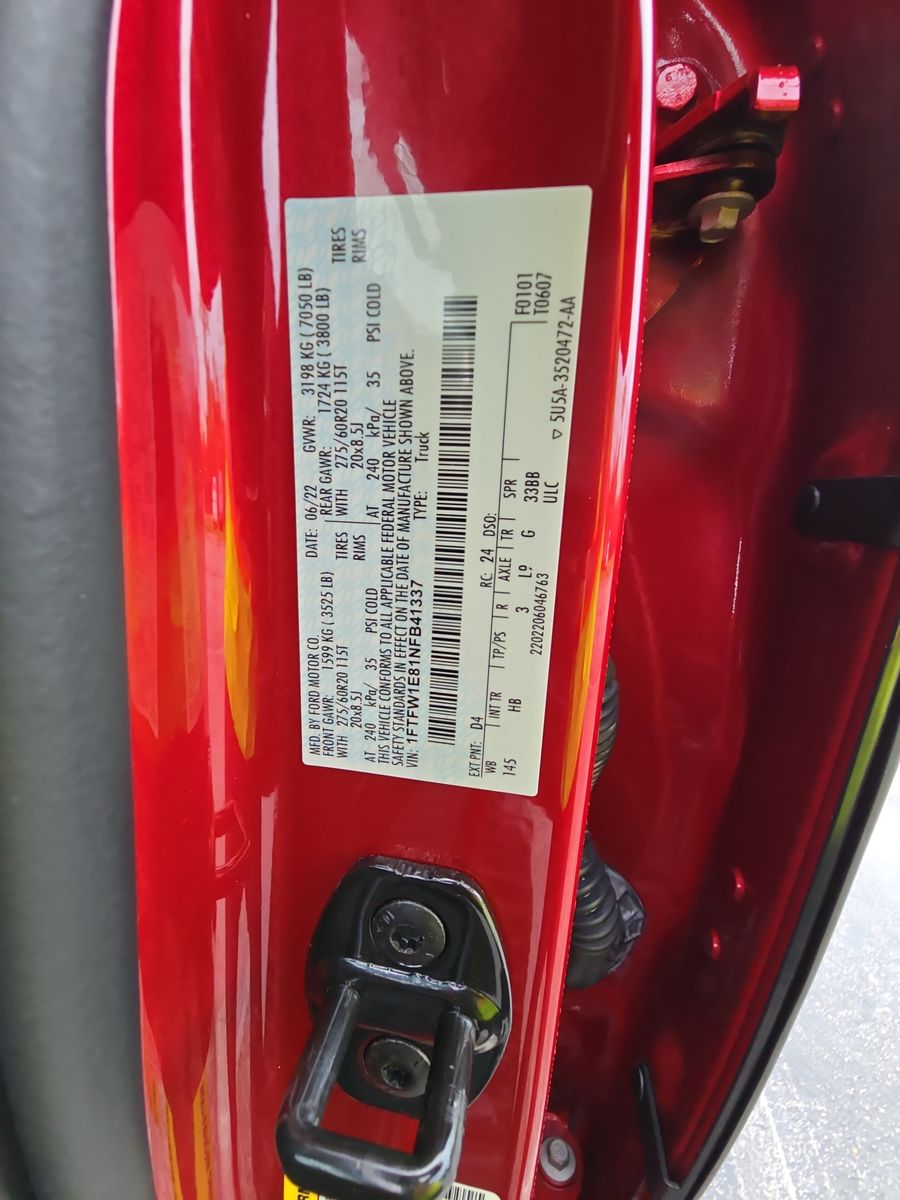 MFD. BY FORD MOTOR CO. DATE: 06/22 GVWR: 3198 KG ( 7050 LB)
FRONT GAWR: 1599 KG ( 3525 LB) REAR GAWR: 1724 KG ( 3800 LB)
WITH 275/60R20 115T TIRES WITH 275/60R20 115T TIRES
20x8.5J RIMS 20x8.5J RIMS
AT 240 kPa/ 35 PSI COLD AT 240 kPa/ 35 PSI COLD
THIS VEHICLE CONFORMS TO ALL APPLICABLE FEDERAL MOTOR VEHICLE
SAFETY STANDARDS IN EFFECT ON THE DATE OF MANUFACTURE SHOWN ABOVE.
VIN: 1FTFW1E81NFB41337 TYPE: Truck
EXT PNT: D4 RC: 24 DSO: F0101
WB INT TR TP/PS R AXLE TR SPR T0607
145 HB 3 L9 G 33BB
2202206046763 ULC ▽ 5U5A-3520472-AA